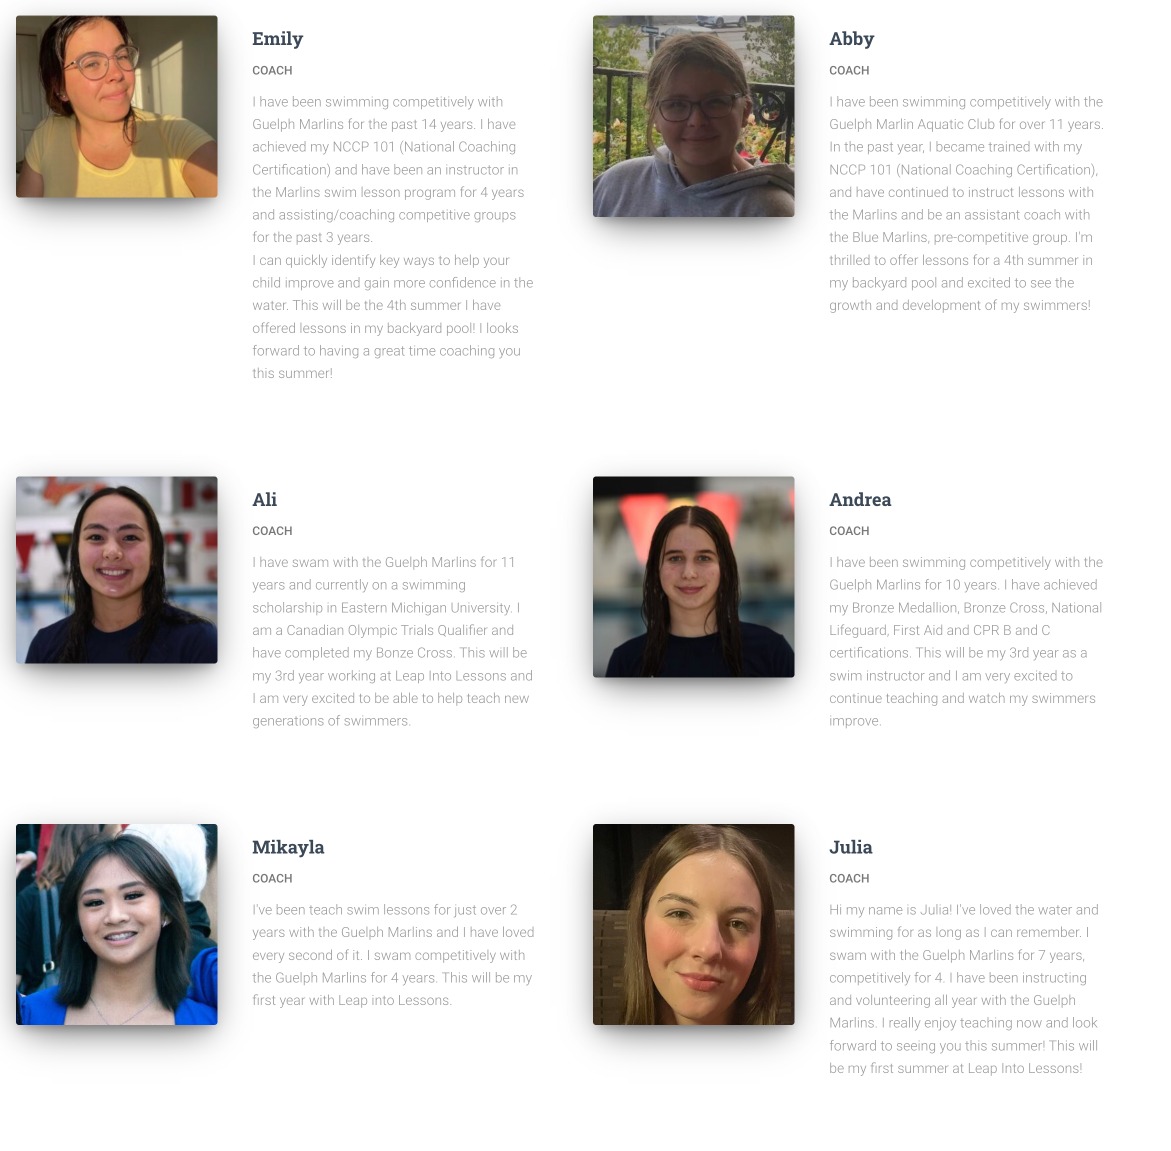 Emily
COACH
I have been swimming competitively with
Guelph Marlins for the past 14 years. I have
achieved my NCCP 101 (National Coaching
Certification) and have been an instructor in
the Marlins swim lesson program for 4 years
and assisting/coaching competitive groups
for the past 3 years.
I can quickly identify key ways to help your
child improve and gain more confidence in the
water. This will be the 4th summer I have
offered lessons in my backyard pool! I looks
forward to having a great time coaching you
this summer!
Abby
COACH
I have been swimming competitively with the
Guelph Marlin Aquatic Club for over 11 years.
In the past year, I became trained with my
NCCP 101 (National Coaching Certification),
and have continued to instruct lessons with
the Marlins and be an assistant coach with
the Blue Marlins, pre-competitive group. I'm
thrilled to offer lessons for a 4th summer in
my backyard pool and excited to see the
growth and development of my swimmers!
Ali
COACH
I have swam with the Guelph Marlins for 11
years and currently on a swimming
scholarship in Eastern Michigan University. I
am a Canadian Olympic Trials Qualifier and
have completed my Bonze Cross. This will be
my 3rd year working at Leap Into Lessons and
I am very excited to be able to help teach new
generations of swimmers.
Andrea
COACH
I have been swimming competitively with the
Guelph Marlins for 10 years. I have achieved
my Bronze Medallion, Bronze Cross, National
Lifeguard, First Aid and CPR B and C
certifications. This will be my 3rd year as a
swim instructor and I am very excited to
continue teaching and watch my swimmers
improve.
Mikayla
COACH
I've been teach swim lessons for just over 2
years with the Guelph Marlins and I have loved
every second of it. I swam competitively with
the Guelph Marlins for 4 years. This will be my
first year with Leap into Lessons.
Julia
COACH
Hi my name is Julia! I've loved the water and
swimming for as long as I can remember. I
swam with the Guelph Marlins for 7 years,
competitively for 4. I have been instructing
and volunteering all year with the Guelph
Marlins. I really enjoy teaching now and look
forward to seeing you this summer! This will
be my first summer at Leap Into Lessons!